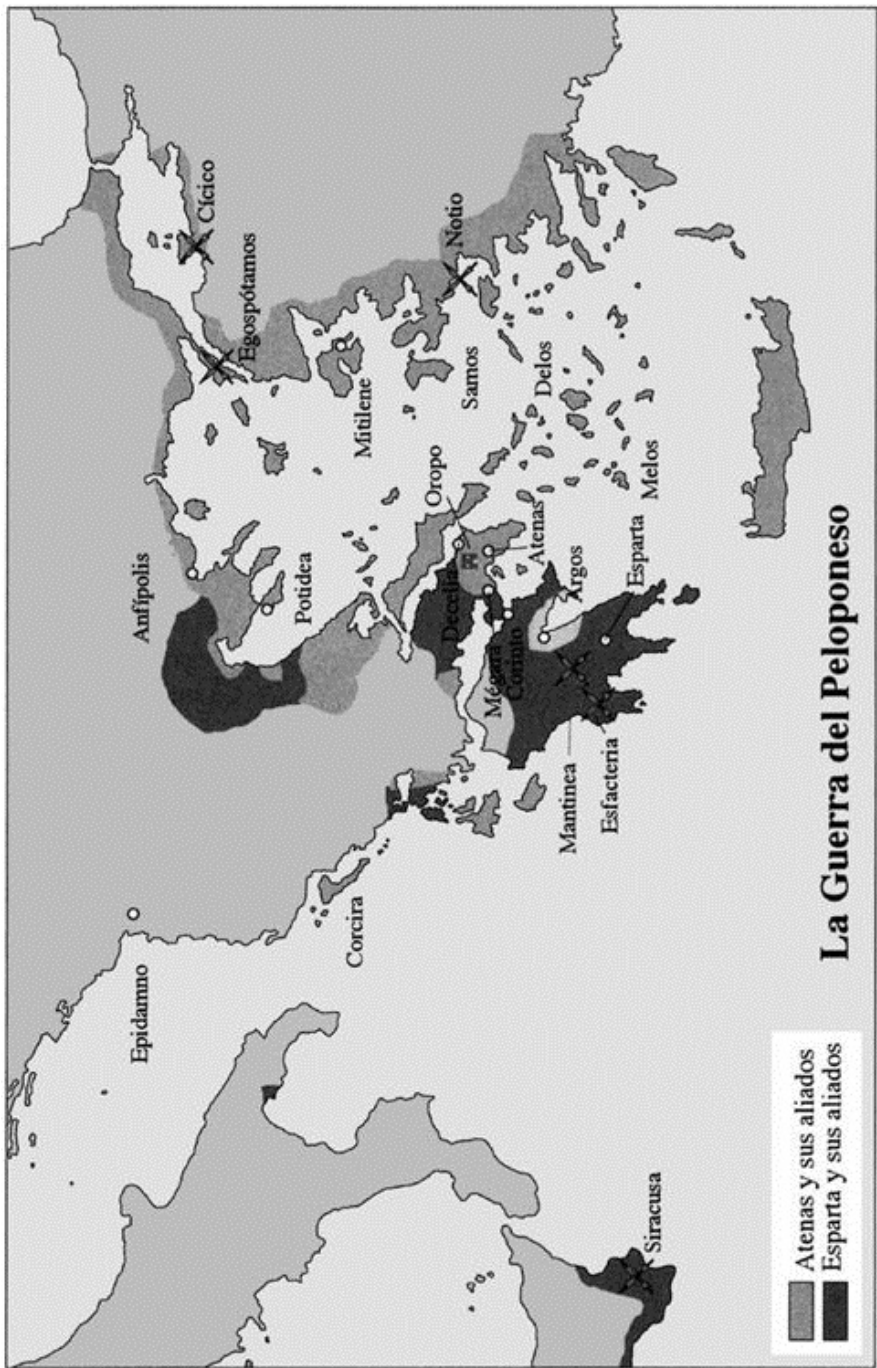 Epidamno
Corcira
Anfípolis
Potidea
Egospótamos
Cícico
Mitilene
Notio
Samos
Delos
Oropo
Decelia
Atenas
Mégara
Corinto
Argos
Esparta
Melos
Mantinea
Esfacteria
Siracusa
La Guerra del Peloponeso
Atenas y sus aliados
Esparta y sus aliados